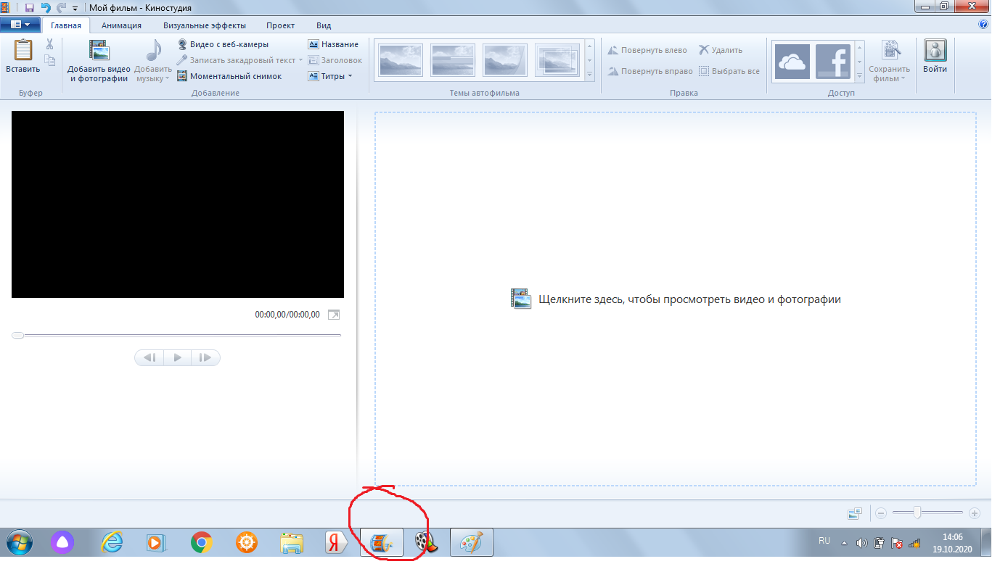 Мой фильм - Киностудия
Главная Анимация Визуальные эффекты Проект Вид
Вставить
Буфер
Добавить видео
и фотографии
Добавить
музыку
Видео с веб-камеры
Записать закадровый текст
Моментальный снимок
Название
Заголовок
Титры
Добавление
Темы автофильма
Повернуть влево
Повернуть вправо
Удалить
Выбрать все
Правка
Доступ
Сохранить
фильм
Войти
00:00,00/00:00,00
Щелкните здесь, чтобы просмотреть видео и фотографии
Я
RU
14:06
19.10.2020